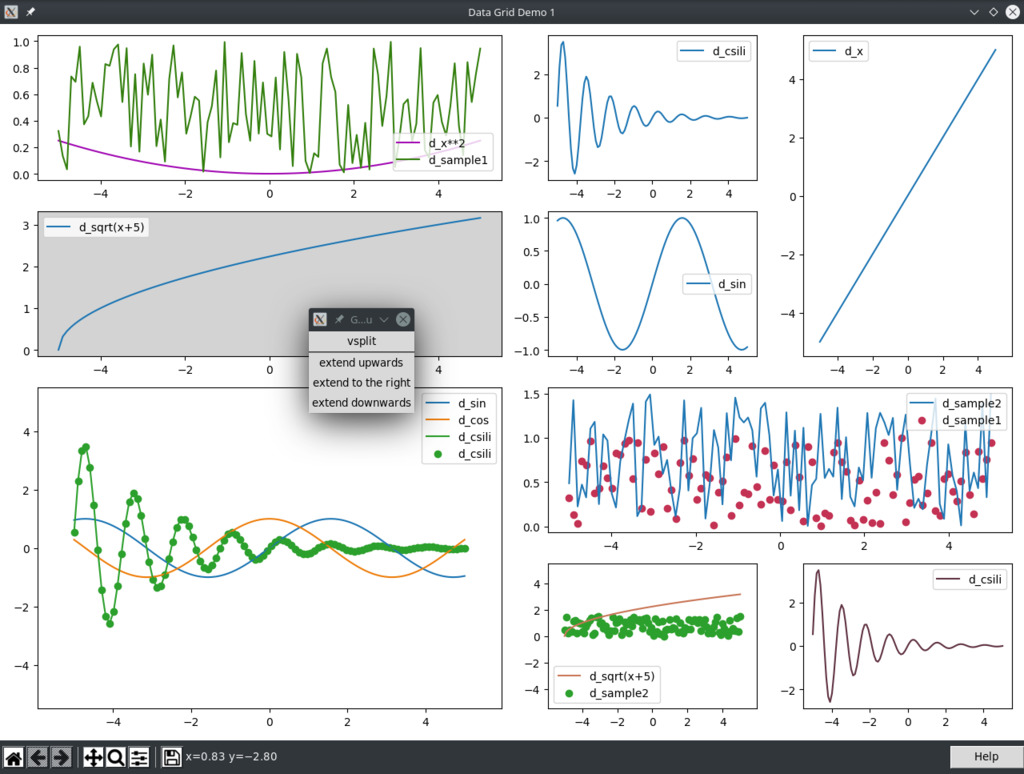 Data Grid Demo 1
1.0
0.8
0.6
0.4
0.2
0.0
d_x**2
d_sample1
−4 −2 0 2 4
d_csili
2
0
−2
−4 −2 0 2 4
d_x
4
2
0
−2
−4
−4 −2 0 2 4
d_sqrt(x+5)
3
2
1
0
−4 −2 0 2 4
1.0
0.5
0.0
−0.5
−1.0
d_sin
−4 −2 0 2 4
G...u
vsplit
extend upwards
extend to the right
extend downwards
d_sin
d_cos
d_csili
d_csili
4
2
0
−2
−4
−4 −2 0 2 4
d_sample2
d_sample1
1.5
1.0
0.5
0.0
−4 −2 0 2 4
4
2
0
−2
−4
d_sqrt(x+5)
d_sample2
−4 −2 0 2 4
d_csili
2
0
−2
−4 −2 0 2 4
x=0.83 y=−2.80
Help